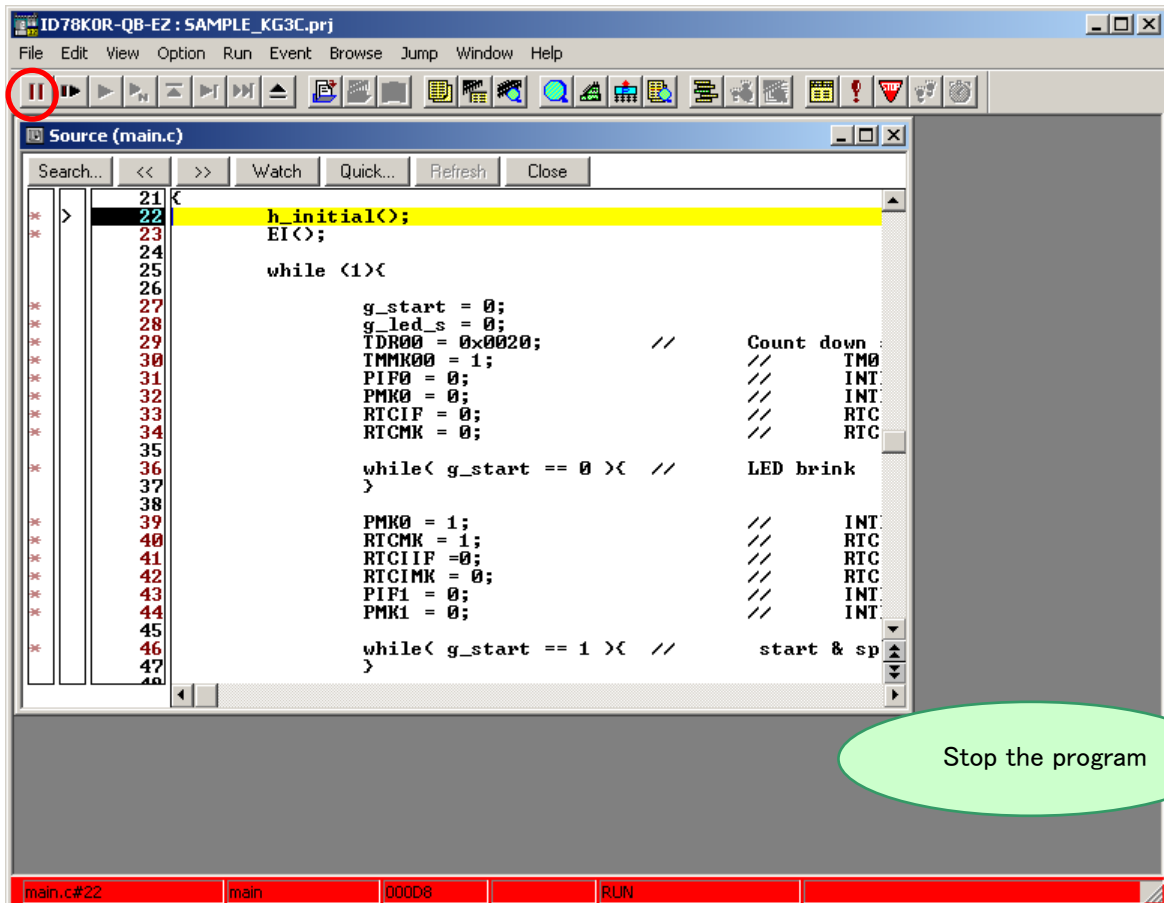 ID78K0R-QB-EZ : SAMPLE_KG3C.prj
File Edit View Option Run Event Browse Jump Window Help
Source (main.c)
Search... << >> Watch Quick... Refresh Close
21 {
22 h_initial();
23 EI();
24
25 while (1){
26
27 g_start = 0;
28 g_led_s = 0;
29 TDR00 = 0x0020; // Count down
30 TMMK00 = 1; // TM0
31 PIF0 = 0; // INT
32 PMK0 = 0; // INT
33 RTCIF = 0; // RTC
34 RTCMK = 0; // RTC
35
36 while( g_start == 0 ){ // LED brink
37 }
38
39 PMK0 = 1; // INT
40 RTCMK = 1; // RTC
41 RTCIIF =0; // RTC
42 RTCIMK = 0; // RTC
43 PIF1 = 0; // INT
44 PMK1 = 0; // INT
45
46 while( g_start == 1 ){ // start & sp
47 }
Stop the program
main.c#22 main 000D8 RUN